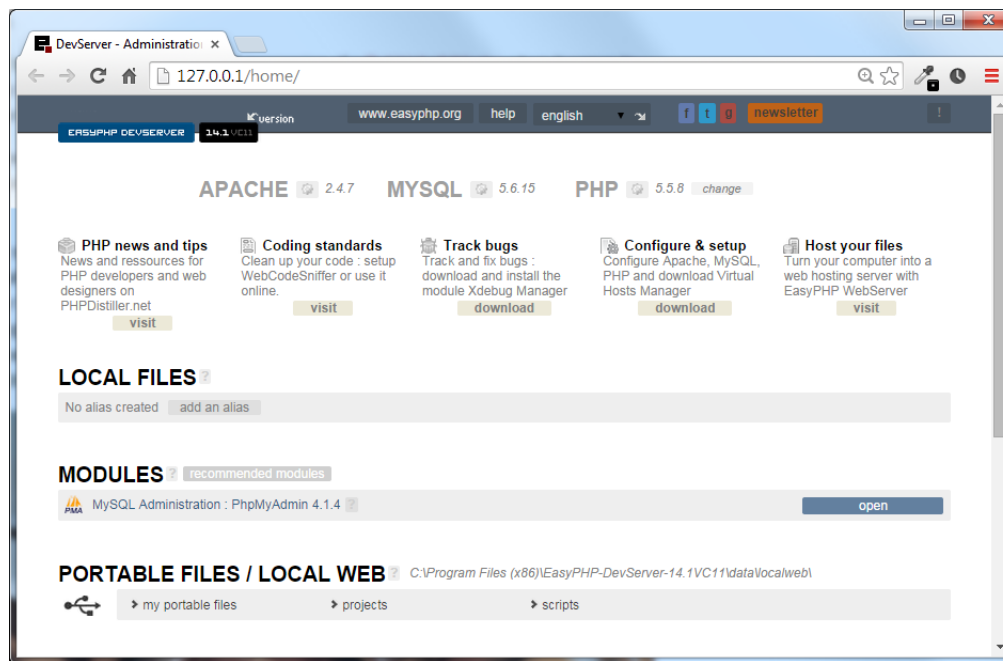 DevServer - Administration
127.0.0.1/home/
version
www.easyphp.org help english f t g newsletter !
EASYPHP DEVSERVER 14.1 VC11
APACHE 2.4.7 MYSQL 5.6.15 PHP 5.5.8 change
PHP news and tips
News and ressources for
PHP developers and web
designers on
PHPDistiller.net
visit
Coding standards
Clean up your code : setup
WebCodeSniffer or use it
online.
visit
Track bugs
Track and fix bugs :
download and install the
module Xdebug Manager
download
Configure & setup
Configure Apache, MySQL,
PHP and download Virtual
Hosts Manager
download
Host your files
Turn your computer into a
web hosting server with
EasyPHP WebServer
visit
LOCAL FILES ?
No alias created add an alias
MODULES ? recommended modules
PMA MySQL Administration : PhpMyAdmin 4.1.4 ? open
PORTABLE FILES / LOCAL WEB ? C:\Program Files (x86)\EasyPHP-DevServer-14.1VC11\data\localweb\
my portable files projects scripts